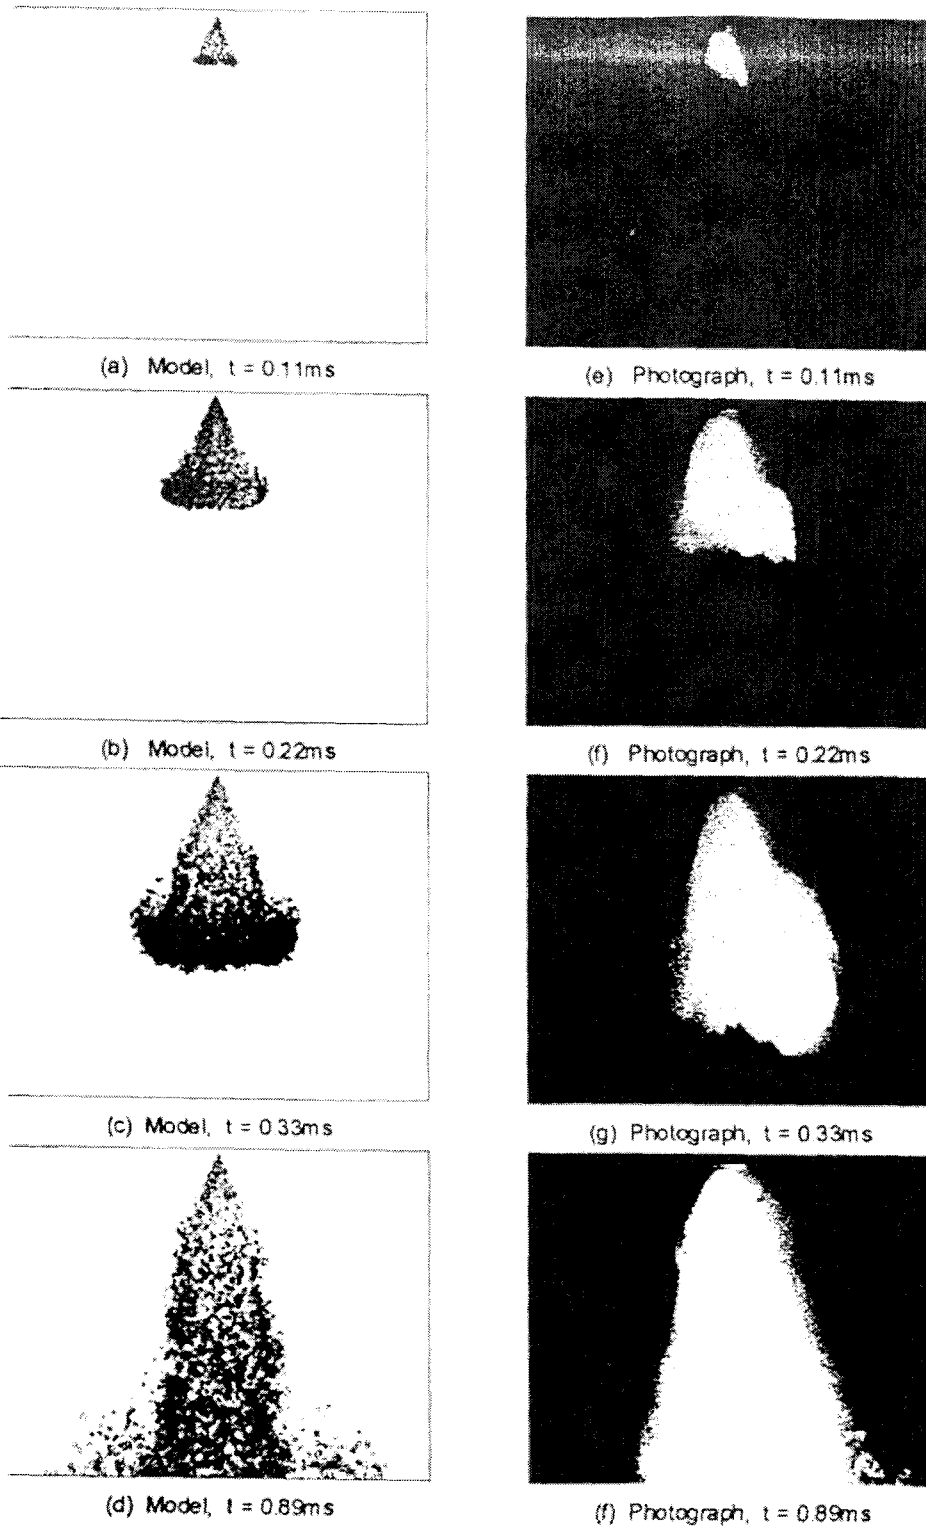 (a) Model, t = 0.11ms
(e) Photograph, t = 0.11ms
(b) Model, t = 0.22ms
(f) Photograph, t = 0.22ms
(c) Model, t = 0.33ms
(g) Photograph, t = 0.33ms
(d) Model, t = 0.89ms
(f) Photograph, t = 0.89ms